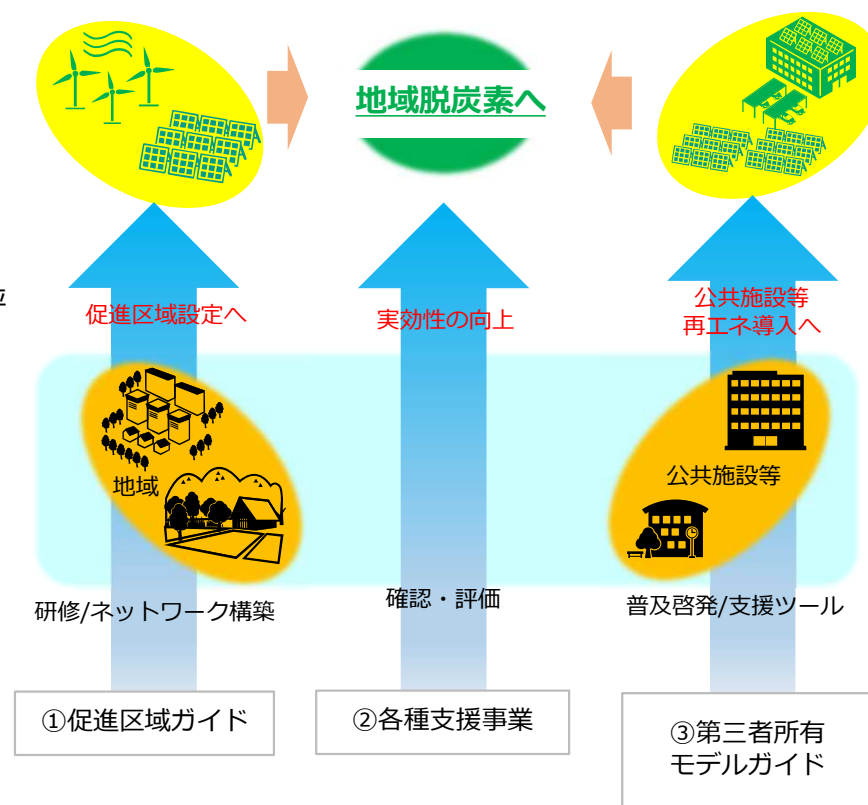 地域脱炭素へ
促進区域設定へ
実効性の向上
公共施設等
再エネ導入へ
地域
公共施設等
研修/ネットワーク構築
確認・評価
普及啓発/支援ツール
①促進区域ガイド
②各種支援事業
③第三者所有
モデルガイド